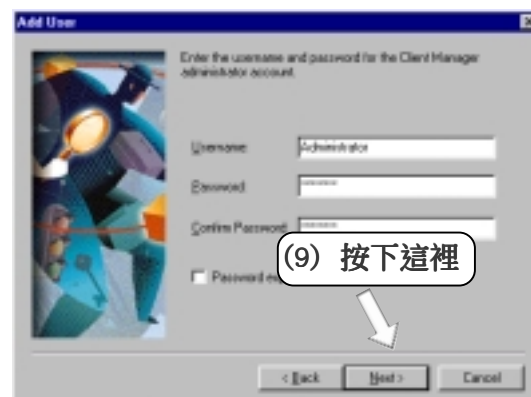 Add User
Enter the username and password for the Client Manager
administrator account.
Username
Administrator
Password
Confirm Password
(9) 按下這裡
Password
< Back
Next >
Cancel